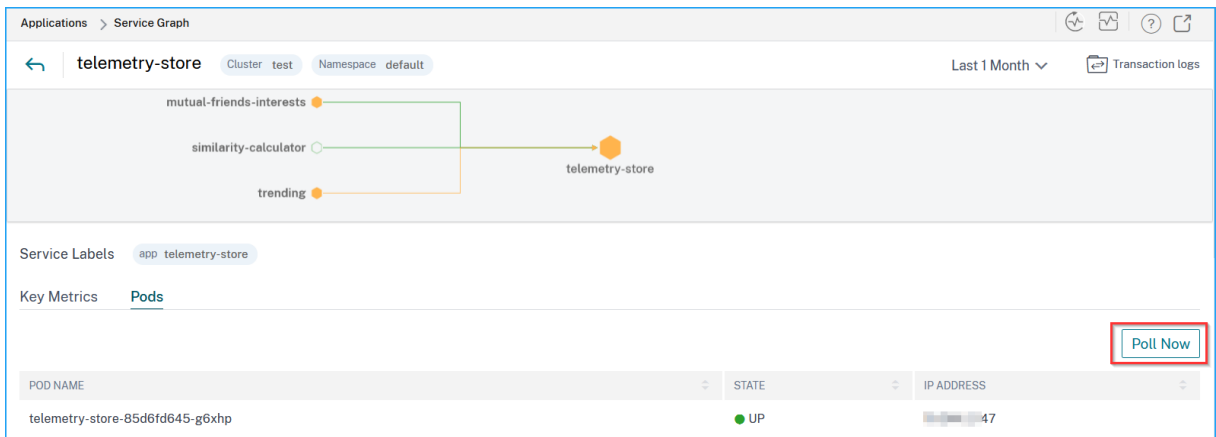 Applications > Service Graph
telemetry-store Cluster test Namespace default Last 1 Month Transaction logs
mutual-friends-interests
similarity-calculator
telemetry-store
trending
Service Labels app telemetry-store
Key Metrics Pods
Poll Now
POD NAME STATE IP ADDRESS
telemetry-store-85d6fd645-g6xhp UP 47